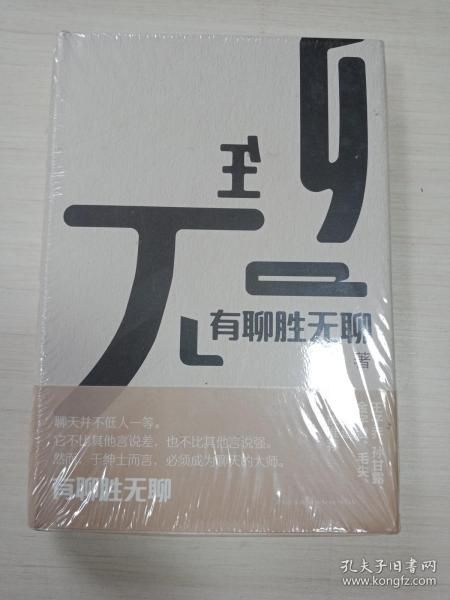 有聊胜无聊
著
聊天并不低人一等。
它不比其他言说差，也不比其他言说强。
然而，于绅士而言，必须成为聊天的大师。
有聊胜无聊
孙甘露
毛尖
孔夫子旧书网
www.kongfz.com